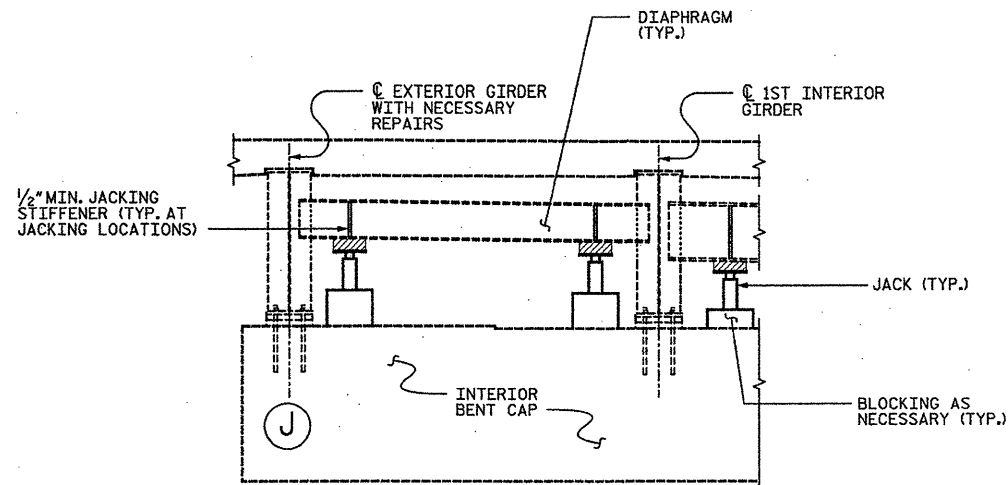 DIAPHRAGM
(TYP.)
℄ EXTERIOR GIRDER
WITH NECESSARY
REPAIRS
℄ 1ST INTERIOR
GIRDER
1/2" MIN. JACKING
STIFFENER (TYP. AT
JACKING LOCATIONS)
JACK (TYP.)
INTERIOR
BENT CAP
BLOCKING AS
NECESSARY (TYP.)
J